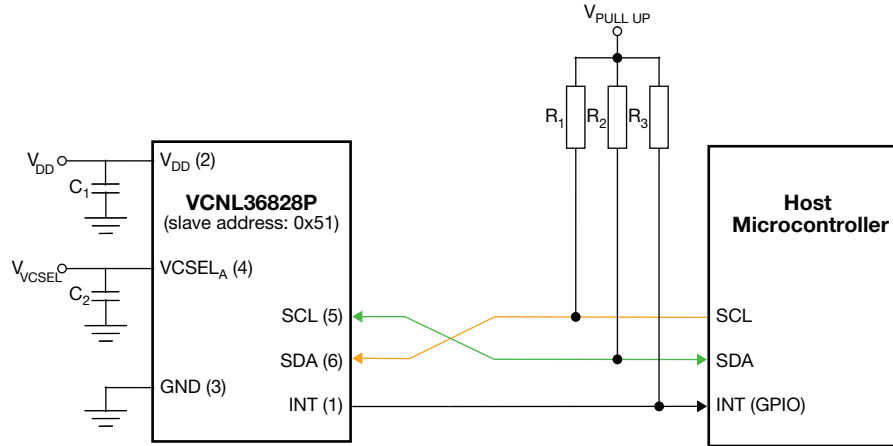 V PULL UP
R1 R2 R3
VDD
VDD (2)
C1
VCNL36828P
(slave address: 0x51)
Host
Microcontroller
VVCSEL
VCSELA (4)
C2
SCL (5)
SCL
SDA (6)
SDA
GND (3)
INT (1)
INT (GPIO)